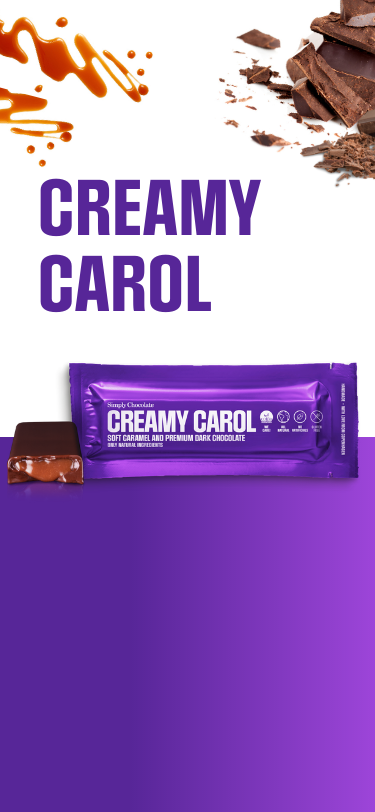 CREAMY
CAROL
Simply Chocolate
CREAMY CAROL
SOFT CARAMEL AND PREMIUM DARK CHOCOLATE
ONLY NATURAL INGREDIENTS